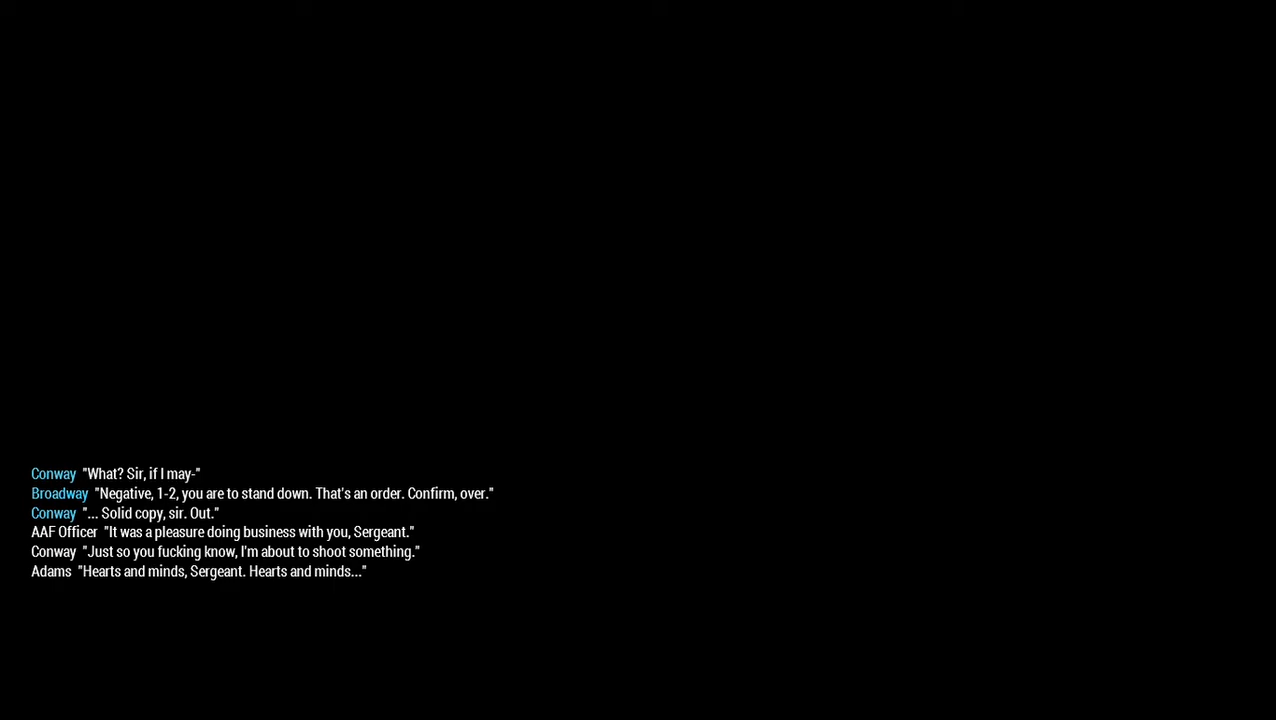 Conway "What? Sir, if I may-"
Broadway "Negative, 1-2, you are to stand down. That's an order. Confirm, over."
Conway "... Solid copy, sir. Out."
AAF Officer "It was a pleasure doing business with you, Sergeant."
Conway "Just so you fucking know, I'm about to shoot something."
Adams "Hearts and minds, Sergeant. Hearts and minds..."